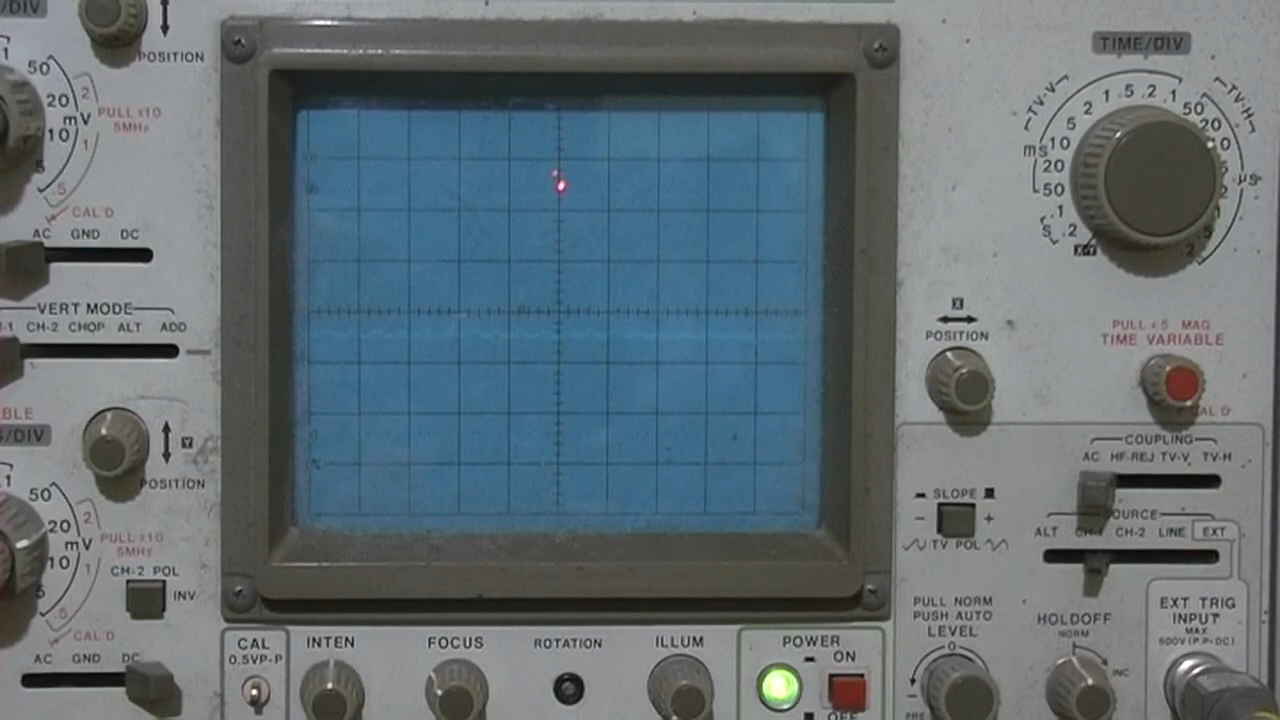 /DIV
POSITION
50
20
mV
10
5
2
1
.5
PULL x10
5MHz
CAL'D
AC GND DC
VERT MODE
CH-2 CHOP ALT ADD
/DIV
Y
POSITION
.1
50
20
mV
10
5
2
1
.5
PULL x10
5MHz
CH-2 POL
INV
CAL'D
AC GND DC
CAL
0.5VP-P
INTEN
FOCUS
ROTATION
ILLUM
POWER
ON
OFF
TIME/DIV
TV-V
TV-H
ms
50 20 10 5 2 1 .5 .2 .1 50 20
μs
.1
S
.2
X-Y
.2
X
POSITION
PULL x5 MAG
TIME VARIABLE
CAL'D
COUPLING
AC HF-REJ TV-V TV-H
SLOPE
- +
TV POL
SOURCE
ALT CH-1 CH-2 LINE EXT
PULL NORM
PUSH AUTO
LEVEL
0
-
HOLDOFF
NORM
INC
EXT TRIG
INPUT
MAX
600V(P.P+DC)